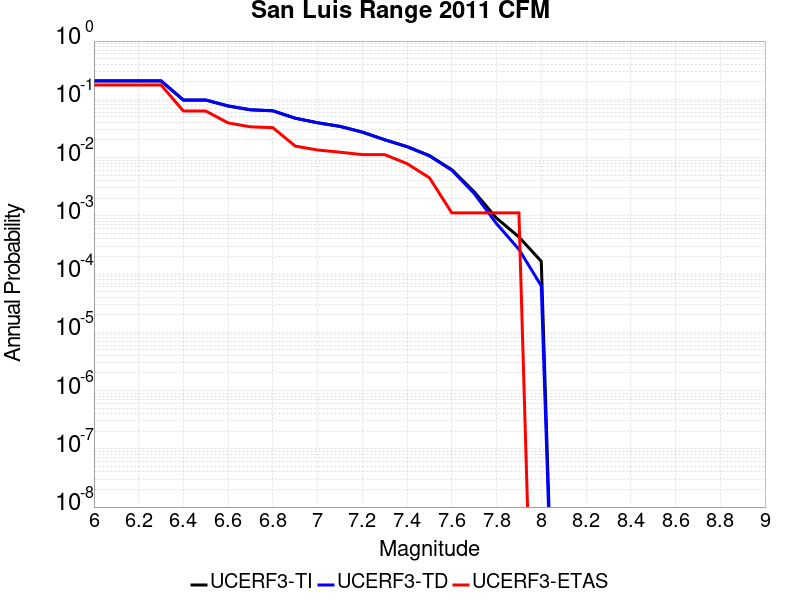 San Luis Range 2011 CFM
10^0
10^-1
10^-2
10^-3
10^-4
10^-5
10^-6
10^-7
10^-8
Annual Probability
6 6.2 6.4 6.6 6.8 7 7.2 7.4 7.6 7.8 8 8.2 8.4 8.6 8.8 9
Magnitude
UCERF3-TI UCERF3-TD UCERF3-ETAS